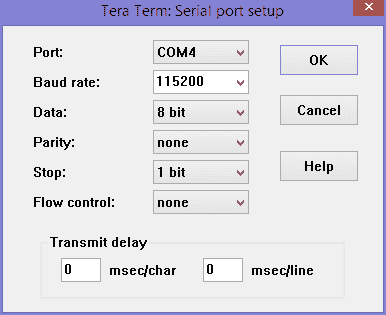 Tera Term: Serial port setup
Port: COM4 OK
Baud rate: 115200
Data: 8 bit Cancel
Parity: none
Stop: 1 bit Help
Flow control: none
Transmit delay
0 msec/char 0 msec/line